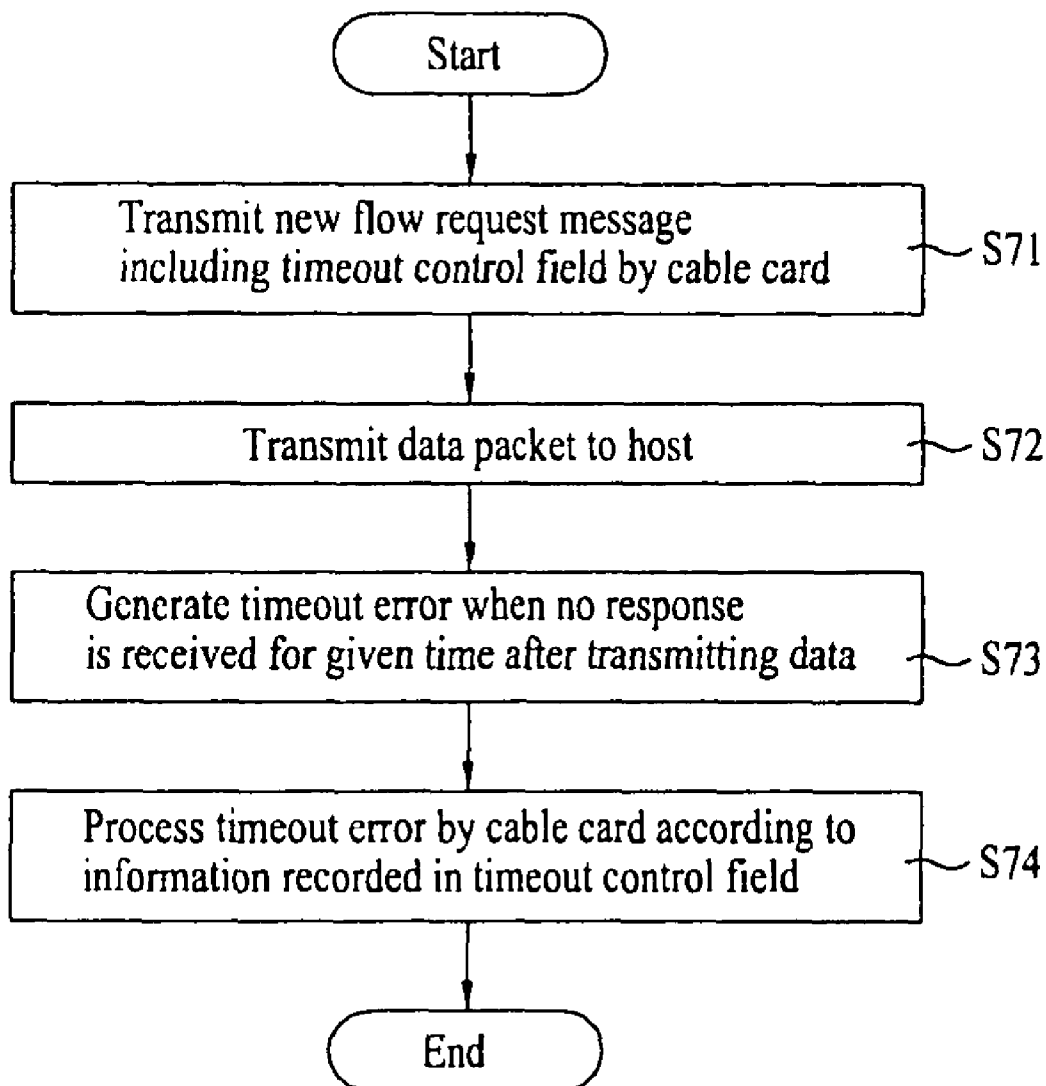 Start
Transmit new flow request message
including timeout control field by cable card
S71
Transmit data packet to host
S72
Generate timeout error when no response
is received for given time after transmitting data
S73
Process timeout error by cable card according to
information recorded in timeout control field
S74
End